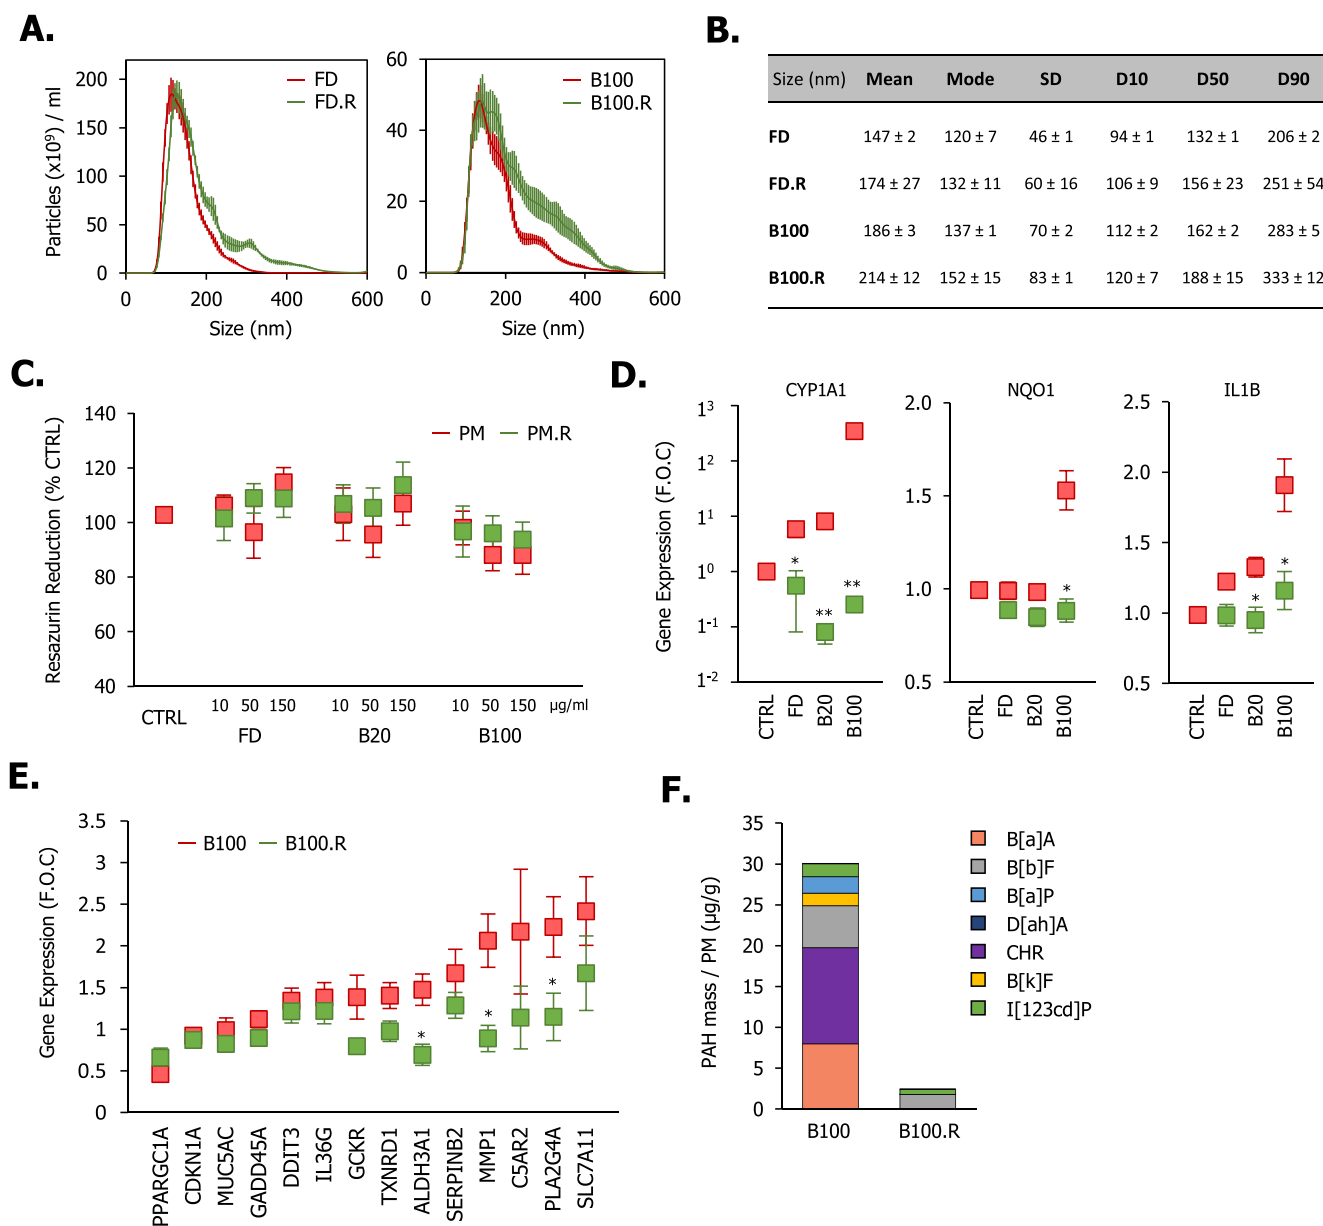 A.
200
150
100
50
0
0 200 400 600
Particles (x10⁹) / ml
Size (nm)
FD
FD.R
60
40
20
0
0 200 400 600
Size (nm)
B100
B100.R
B.
Size (nm) Mean Mode SD D10 D50 D90
FD 147 ± 2 120 ± 7 46 ± 1 94 ± 1 132 ± 1 206 ± 2
FD.R 174 ± 27 132 ± 11 60 ± 16 106 ± 9 156 ± 23 251 ± 54
B100 186 ± 3 137 ± 1 70 ± 2 112 ± 2 162 ± 2 283 ± 5
B100.R 214 ± 12 152 ± 15 83 ± 1 120 ± 7 188 ± 15 333 ± 12
C.
Resazurin Reduction (% CTRL)
140
120
100
80
60
40
PM PM.R
CTRL
10 50 150 10 50 150 10 50 150 µg/ml
FD B20 B100
D.
Gene Expression (F.O.C)
CYP1A1
1³
1²
1¹
1⁰
1⁻¹
1⁻²
*
**
**
CTRL FD B20 B100
NQO1
2.0
1.5
1.0
0.5
*
CTRL FD B20 B100
IL1B
2.5
2.0
1.5
1.0
0.5
*
*
CTRL FD B20 B100
E.
Gene Expression (F.O.C)
3.5
3
2.5
2
1.5
1
0.5
0
B100 B100.R
*
*
*
PPARGC1A CDKN1A MUC5AC GADD45A DDIT3 IL36G GCKR TXNRD1 ALDH3A1 SERPINB2 MMP1 C5AR2 PLA2G4A SLC7A11
F.
PAH mass / PM (µg/g)
35
30
25
20
15
10
5
0
B100 B100.R
B[a]A
B[b]F
B[a]P
D[ah]A
CHR
B[k]F
I[123cd]P